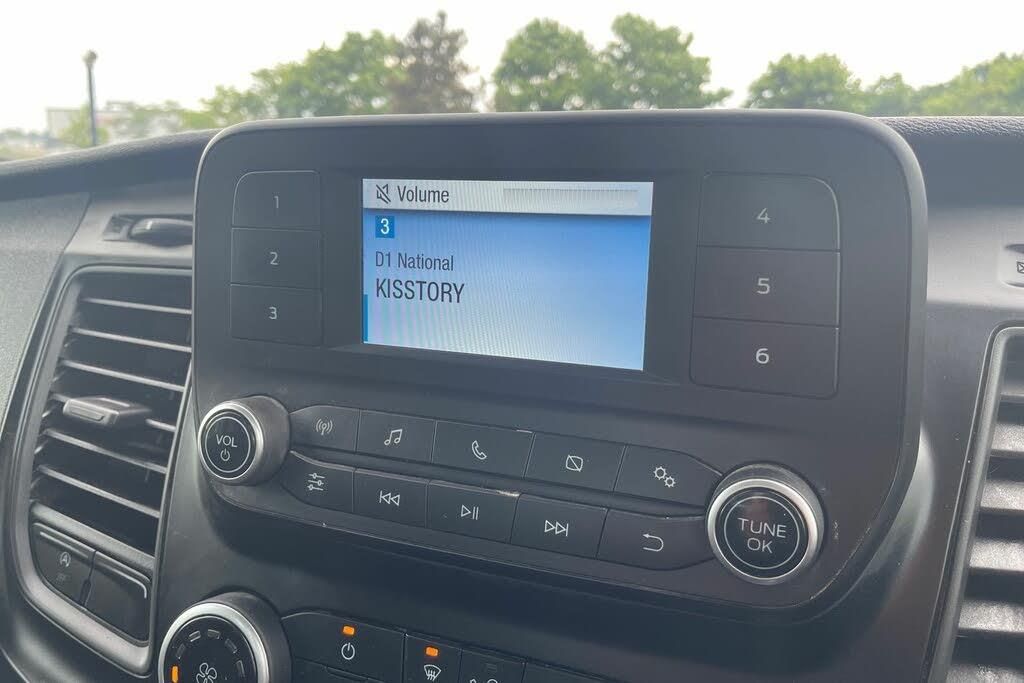 Volume
3
D1 National
KISSTORY
1
2
3
4
5
6
VOL
TUNE
OK